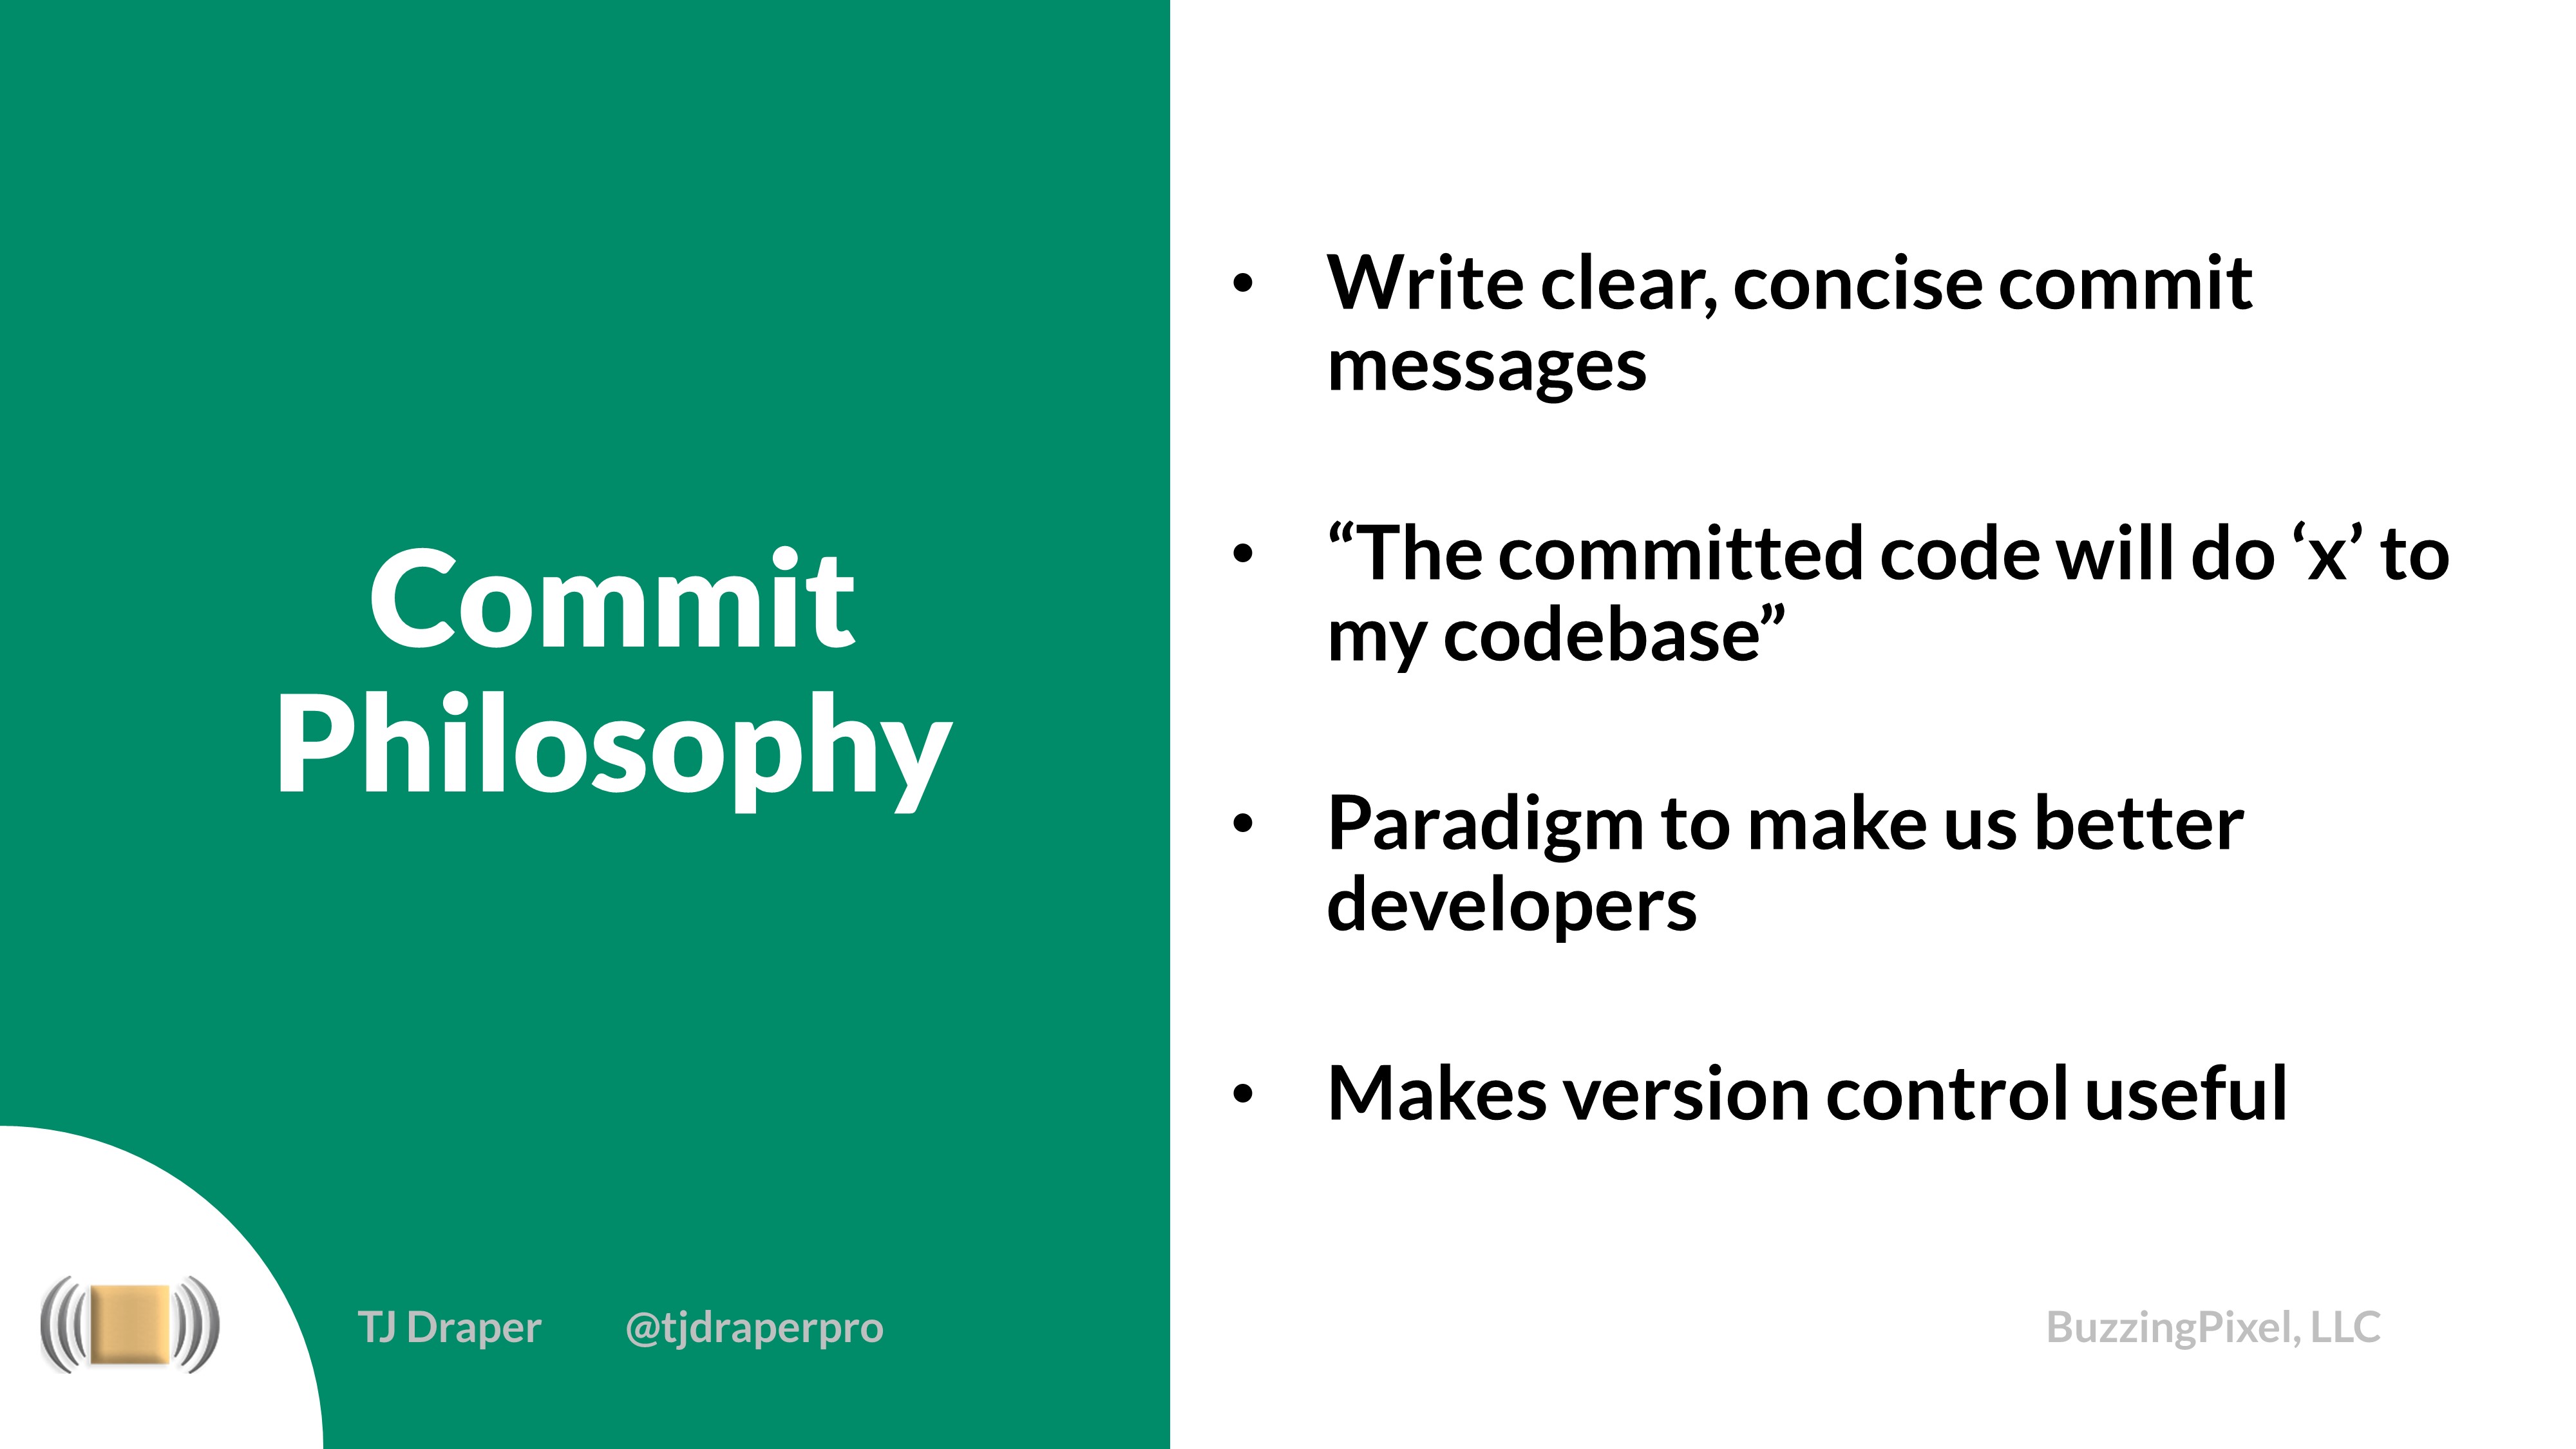 Commit
Philosophy
• Write clear, concise commit
messages
• “The committed code will do ‘x’ to
my codebase”
• Paradigm to make us better
developers
• Makes version control useful
TJ Draper @tjdraperpro
BuzzingPixel, LLC